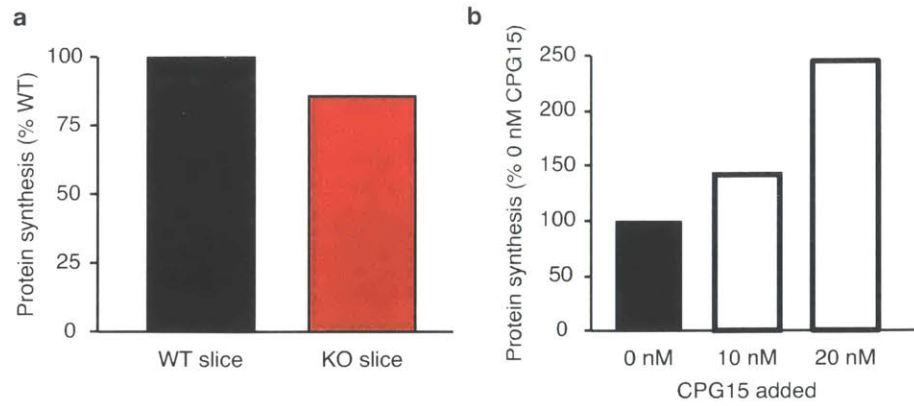 a
Protein synthesis (% WT)
100
75
50
25
0
WT slice KO slice
b
Protein synthesis (% 0 nM CPG15)
250
200
150
100
50
0
0 nM 10 nM 20 nM
CPG15 added